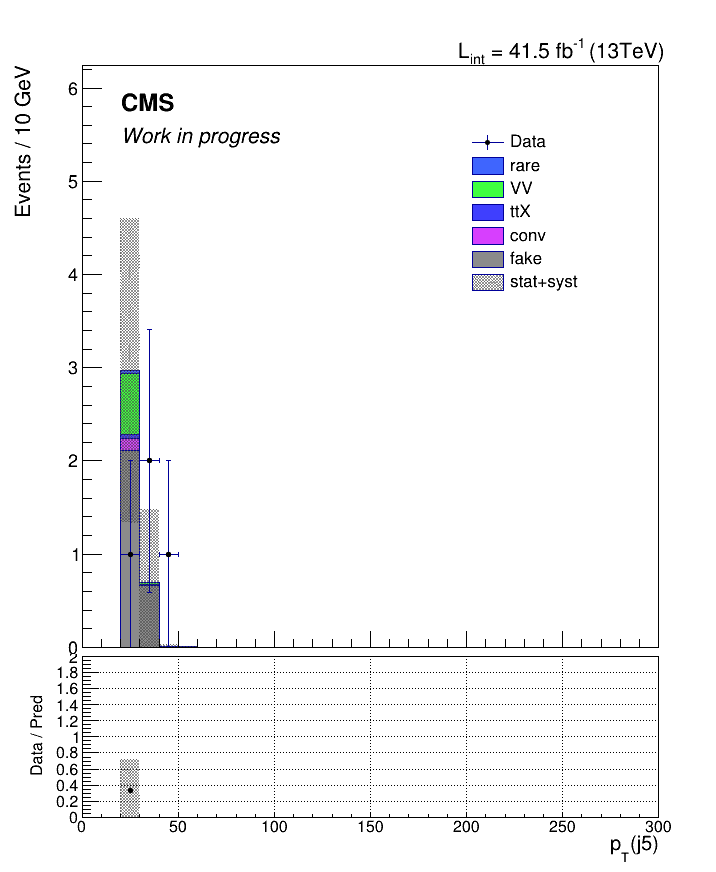 L_int = 41.5 fb^-1 (13TeV)
Events / 10 GeV
CMS
Work in progress
Data
rare
VV
ttX
conv
fake
stat+syst
6
5
4
3
2
1
0
Data / Pred
2
1.8
1.6
1.4
1.2
1
0.8
0.6
0.4
0.2
0
0 50 100 150 200 250 300
p_T(j5)